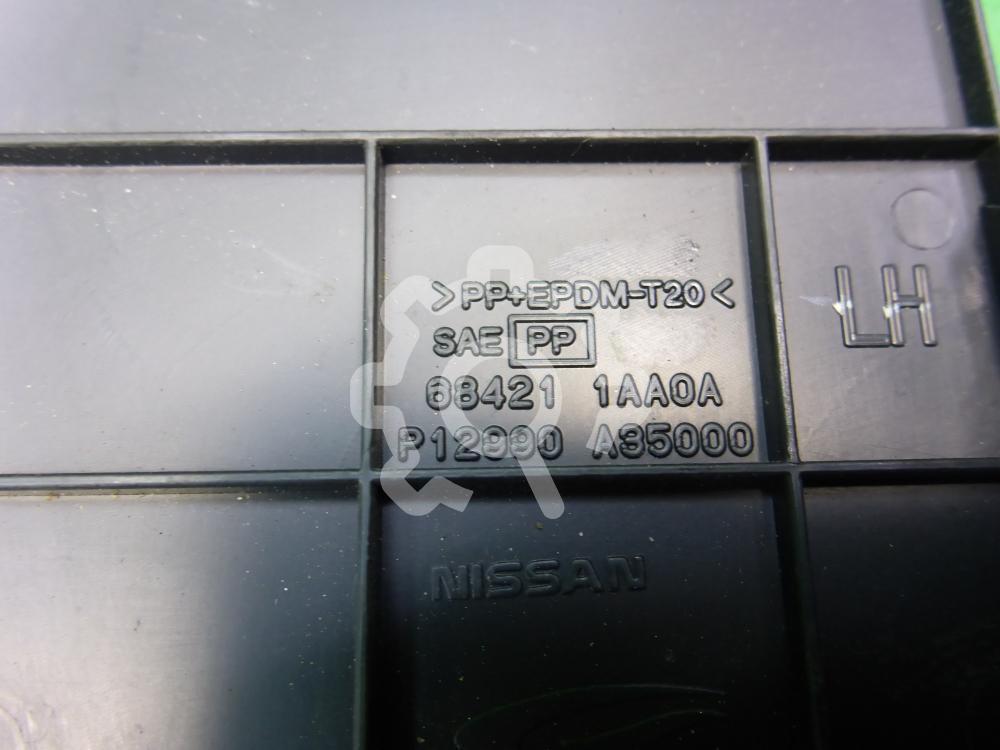 >PP+EPDM-T20<
SAE PP
68421 1AA0A
P12990 A35000
LH
NISSAN